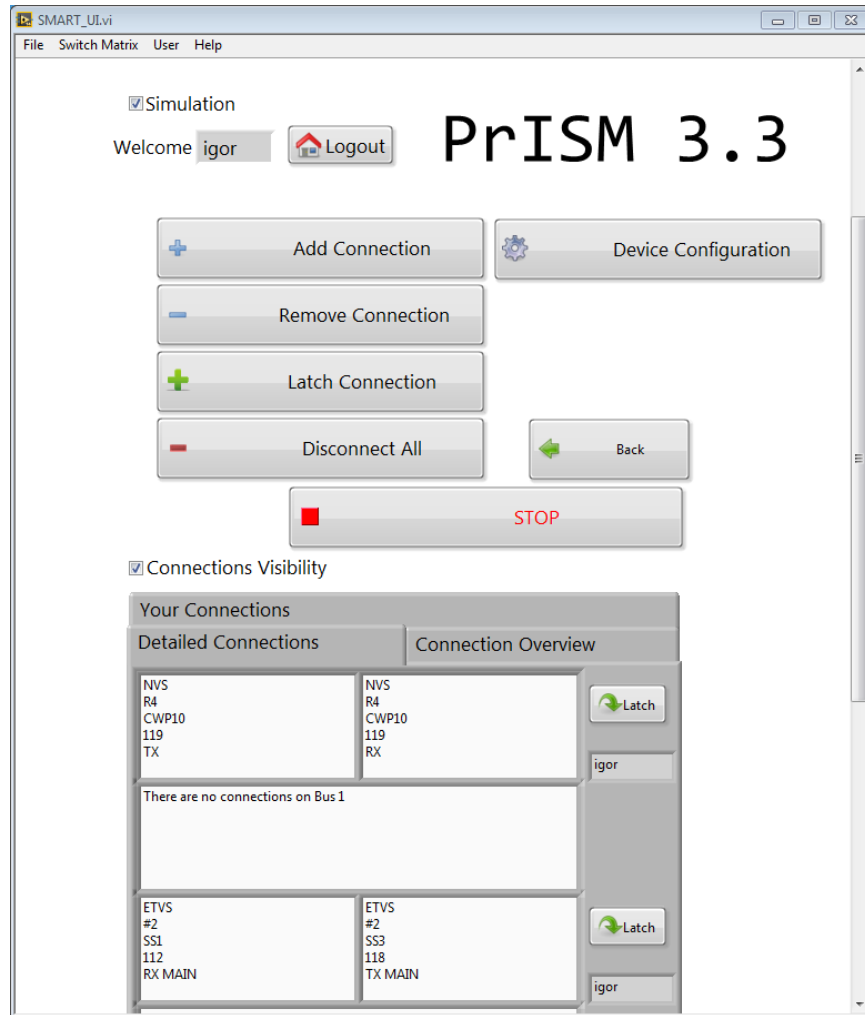 SMART_UI.vi
File Switch Matrix User Help
Simulation
Welcome igor Logout
PrISM 3.3
Add Connection
Device Configuration
Remove Connection
Latch Connection
Disconnect All
Back
STOP
Connections Visibility
Your Connections
Detailed Connections
Connection Overview
NVS
R4
CWP10
119
TX
NVS
R4
CWP10
119
RX
Latch
igor
There are no connections on Bus 1
ETVS
#2
SS1
112
RX MAIN
ETVS
#2
SS3
118
TX MAIN
Latch
igor